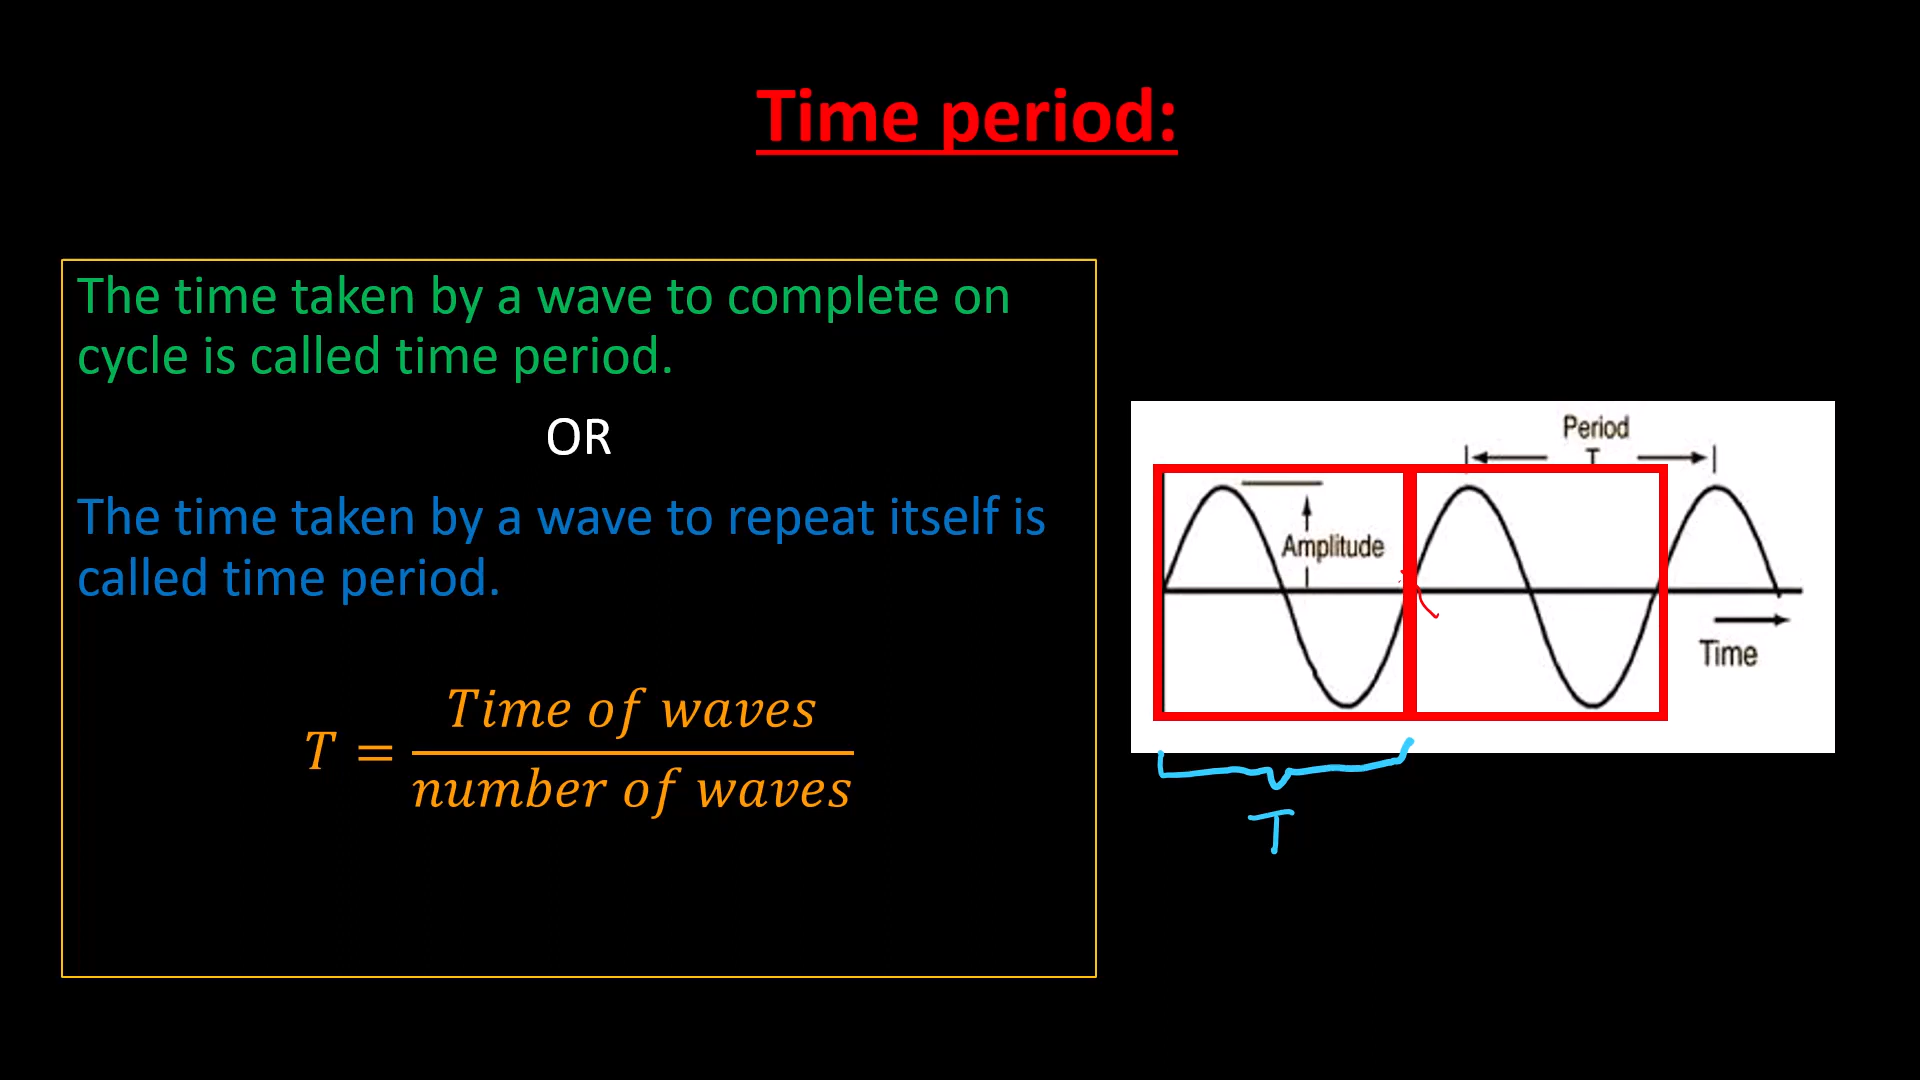 Time period:
The time taken by a wave to complete on
cycle is called time period.
OR
The time taken by a wave to repeat itself is
called time period.
T = Time of waves / number of waves
Period
T
Amplitude
Time
T